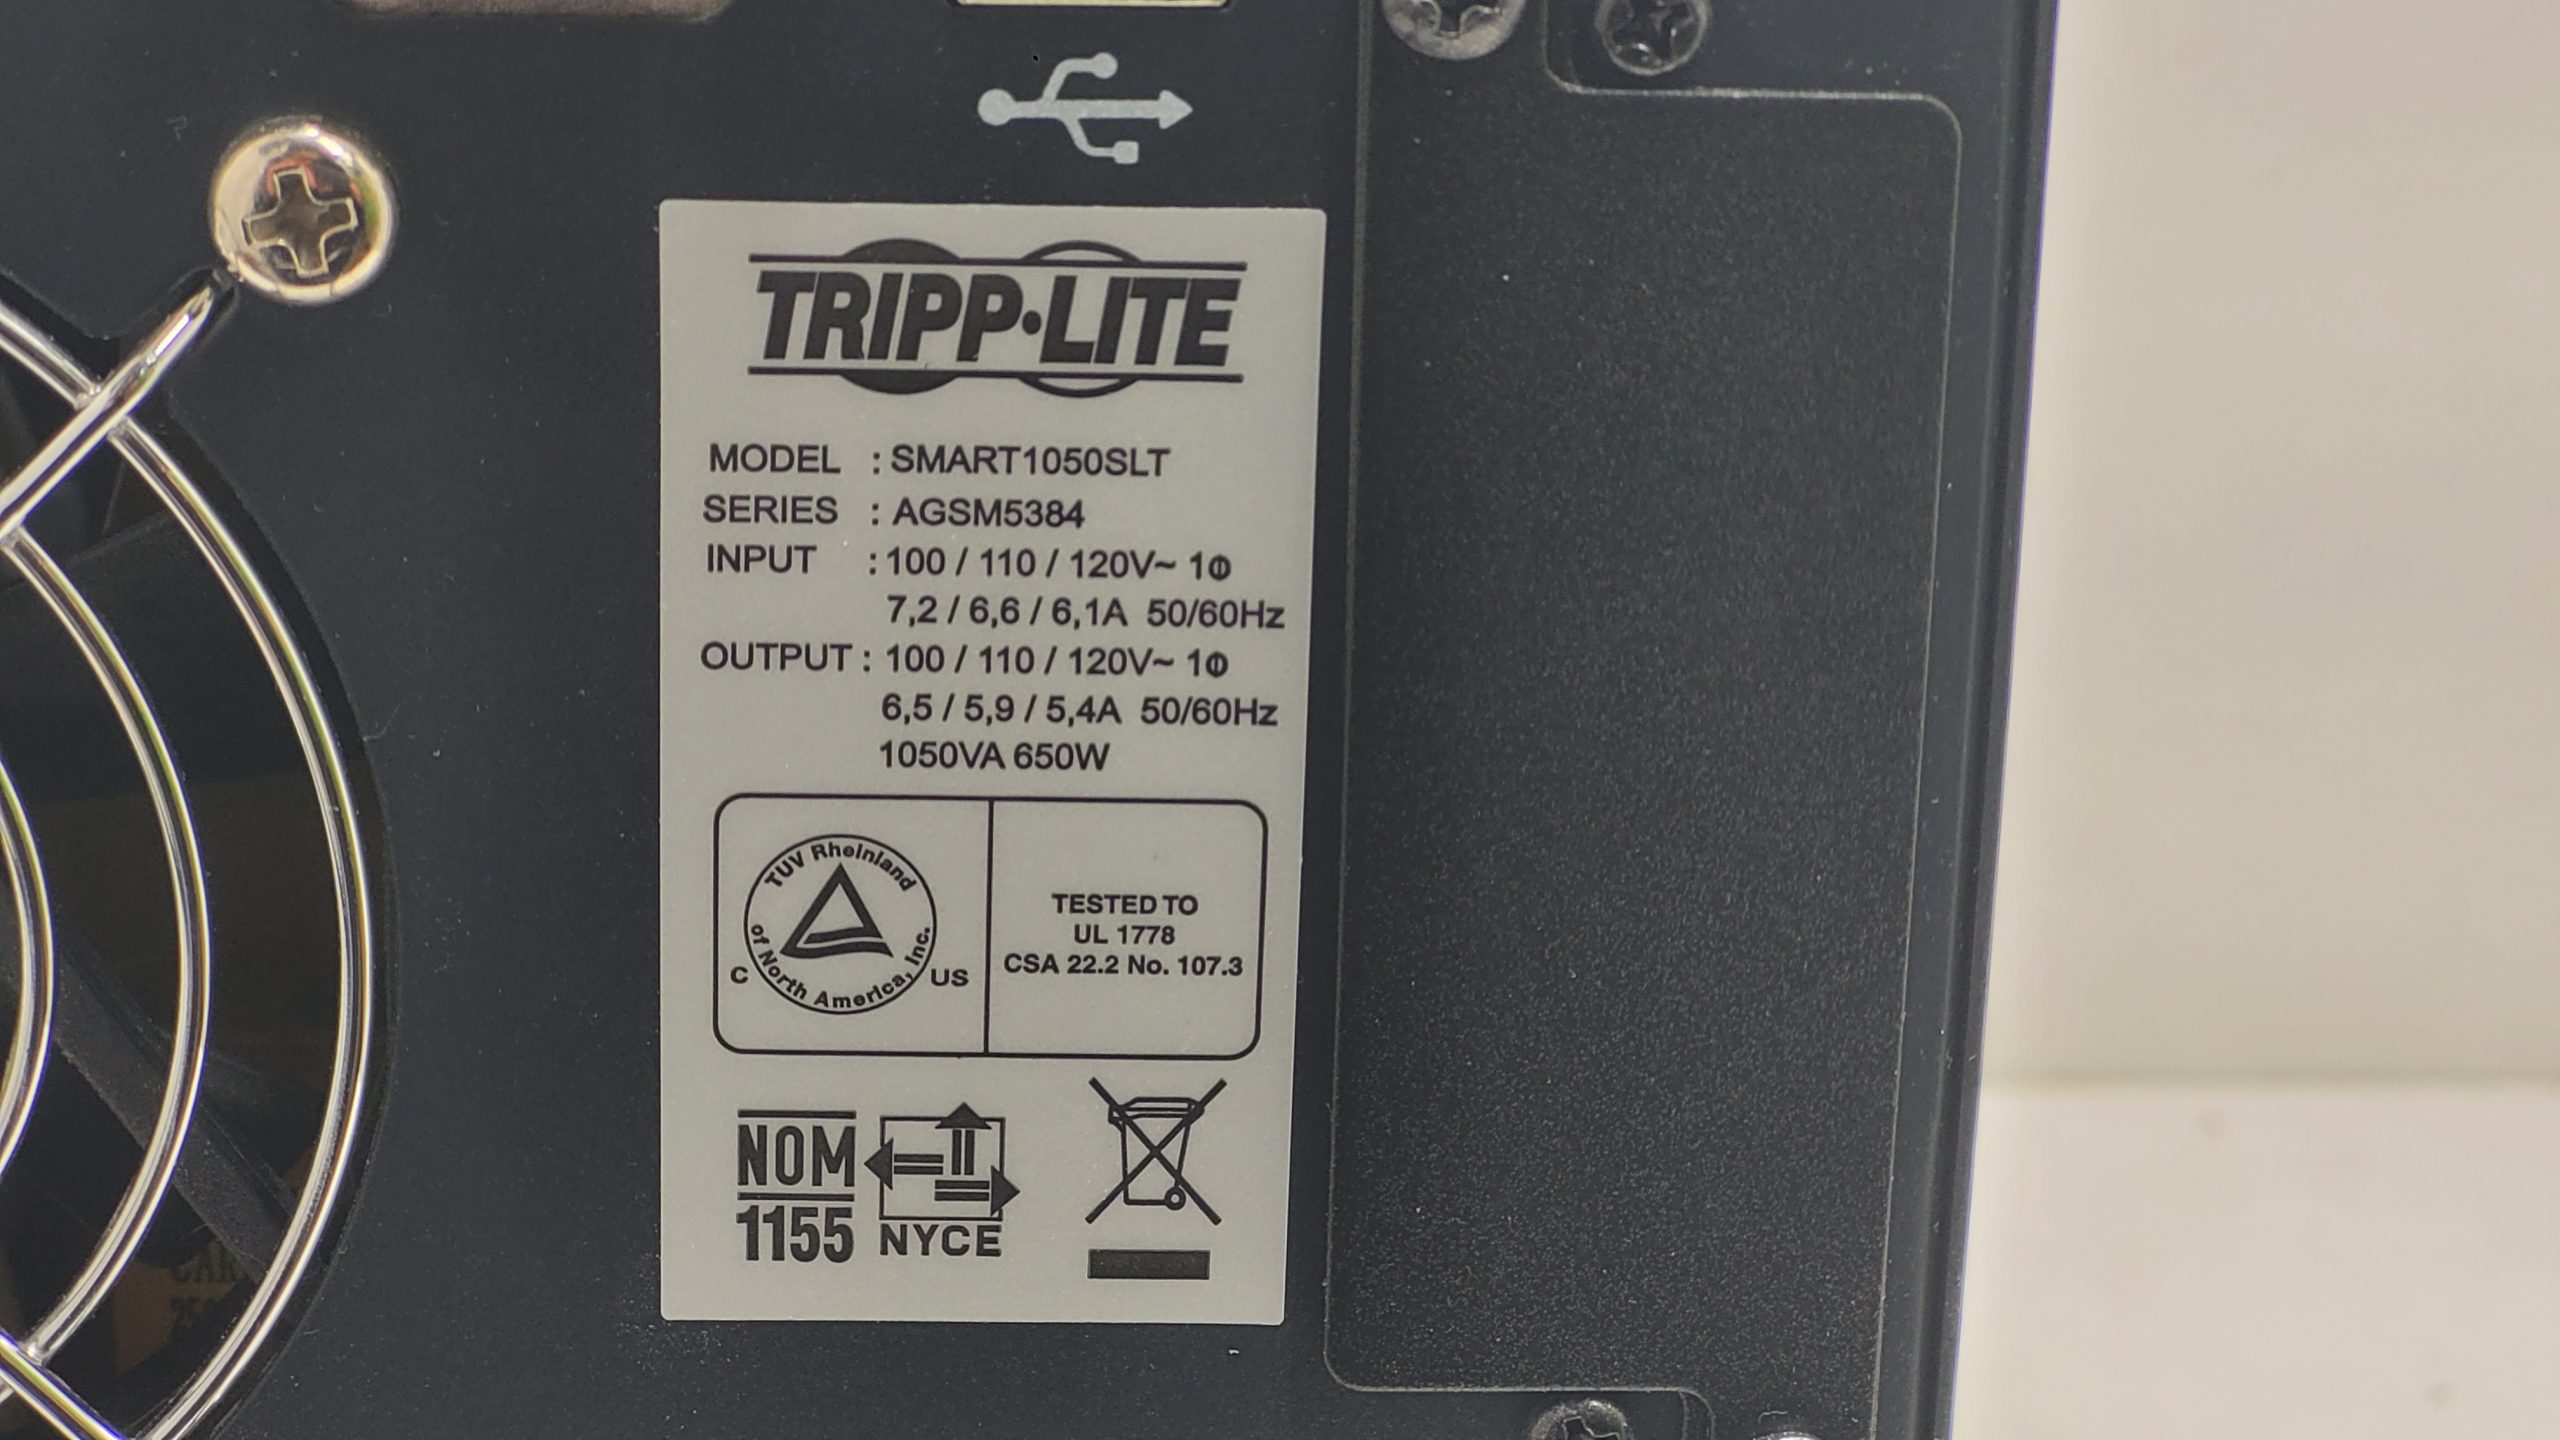 TRIPP·LITE
MODEL : SMART1050SLT
SERIES : AGSM5384
INPUT : 100 / 110 / 120V~ 1Φ
7,2 / 6,6 / 6,1A 50/60Hz
OUTPUT : 100 / 110 / 120V~ 1Φ
6,5 / 5,9 / 5,4A 50/60Hz
1050VA 650W
TUV Rheinland
of North America, Inc.
C US
TESTED TO
UL 1778
CSA 22.2 No. 107.3
NOM
1155
NYCE